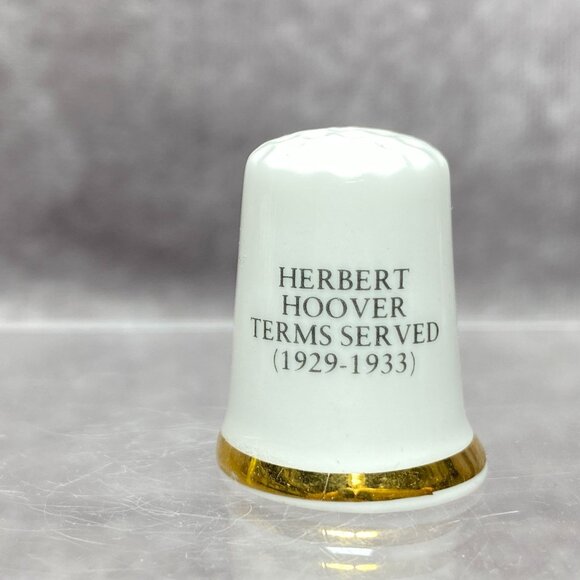 HERBERT
HOOVER
TERMS SERVED
(1929-1933)